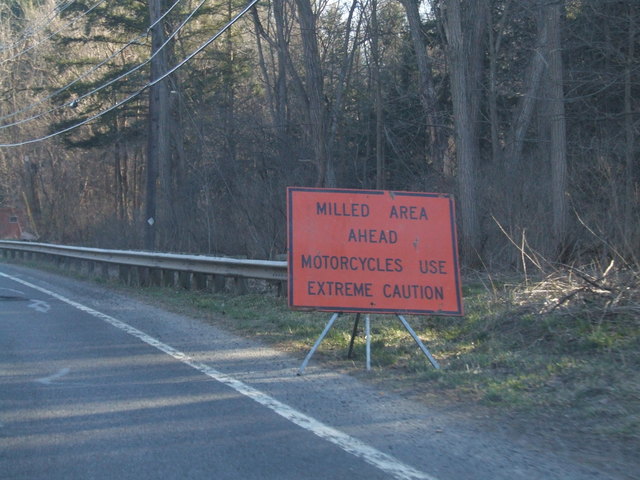 MILLED AREA
AHEAD
MOTORCYCLES USE
EXTREME CAUTION